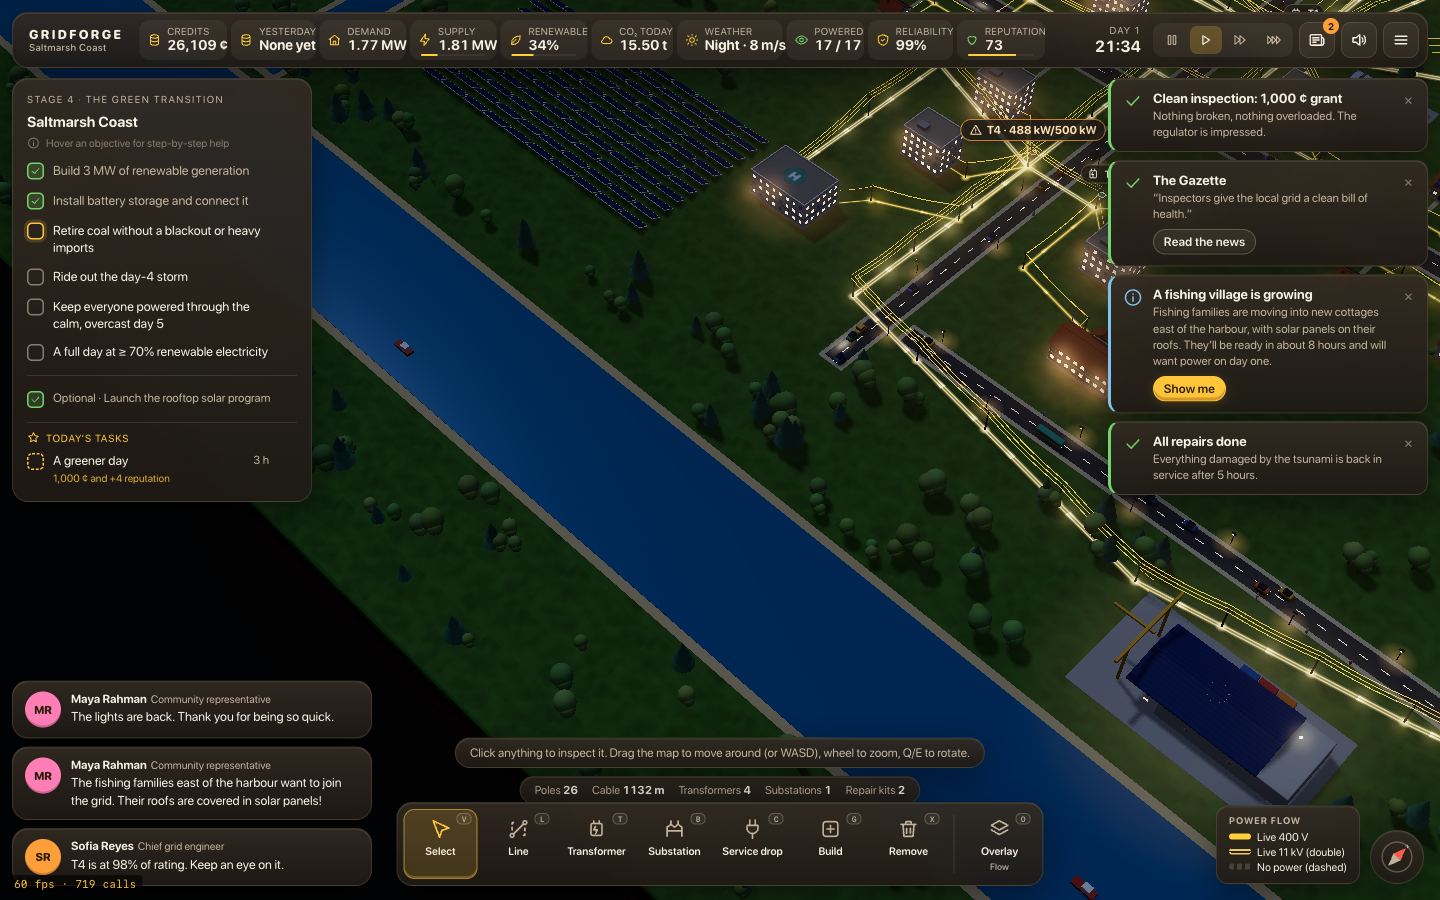 GRIDFORGE
Saltmarsh Coast
CREDITS
26,109 ¢
YESTERDAY
None yet
DEMAND
1.77 MW
SUPPLY
1.81 MW
RENEWABLE
34%
CO₂ TODAY
15.50 t
WEATHER
Night · 8 m/s
POWERED
17 / 17
RELIABILITY
99%
REPUTATION
73
DAY 1
21:34
2
STAGE 4 · THE GREEN TRANSITION
Saltmarsh Coast
Hover an objective for step-by-step help
Build 3 MW of renewable generation
Install battery storage and connect it
Retire coal without a blackout or heavy
imports
Ride out the day-4 storm
Keep everyone powered through the
calm, overcast day 5
A full day at ≥ 70% renewable electricity
Optional · Launch the rooftop solar program
TODAY'S TASKS
A greener day
3 h
1,000 ¢ and +4 reputation
H
T4 · 488 kW/500 kW
Clean inspection: 1,000 ¢ grant
Nothing broken, nothing overloaded. The
regulator is impressed.
The Gazette
“Inspectors give the local grid a clean bill of
health.”
Read the news
A fishing village is growing
Fishing families are moving into new cottages
east of the harbour, with solar panels on their
roofs. They'll be ready in about 8 hours and will
want power on day one.
Show me
All repairs done
Everything damaged by the tsunami is back in
service after 5 hours.
MR
Maya Rahman Community representative
The lights are back. Thank you for being so quick.
MR
Maya Rahman Community representative
The fishing families east of the harbour want to join
the grid. Their roofs are covered in solar panels!
SR
Sofia Reyes Chief grid engineer
T4 is at 98% of rating. Keep an eye on it.
60 fps · 719 calls
Click anything to inspect it. Drag the map to move around (or WASD), wheel to zoom, Q/E to rotate.
Poles 26 Cable 1132 m Transformers 4 Substations 1 Repair kits 2
V
Select
L
Line
T
Transformer
B
Substation
C
Service drop
G
Build
X
Remove
O
Overlay
Flow
POWER FLOW
Live 400 V
Live 11 kV (double)
No power (dashed)